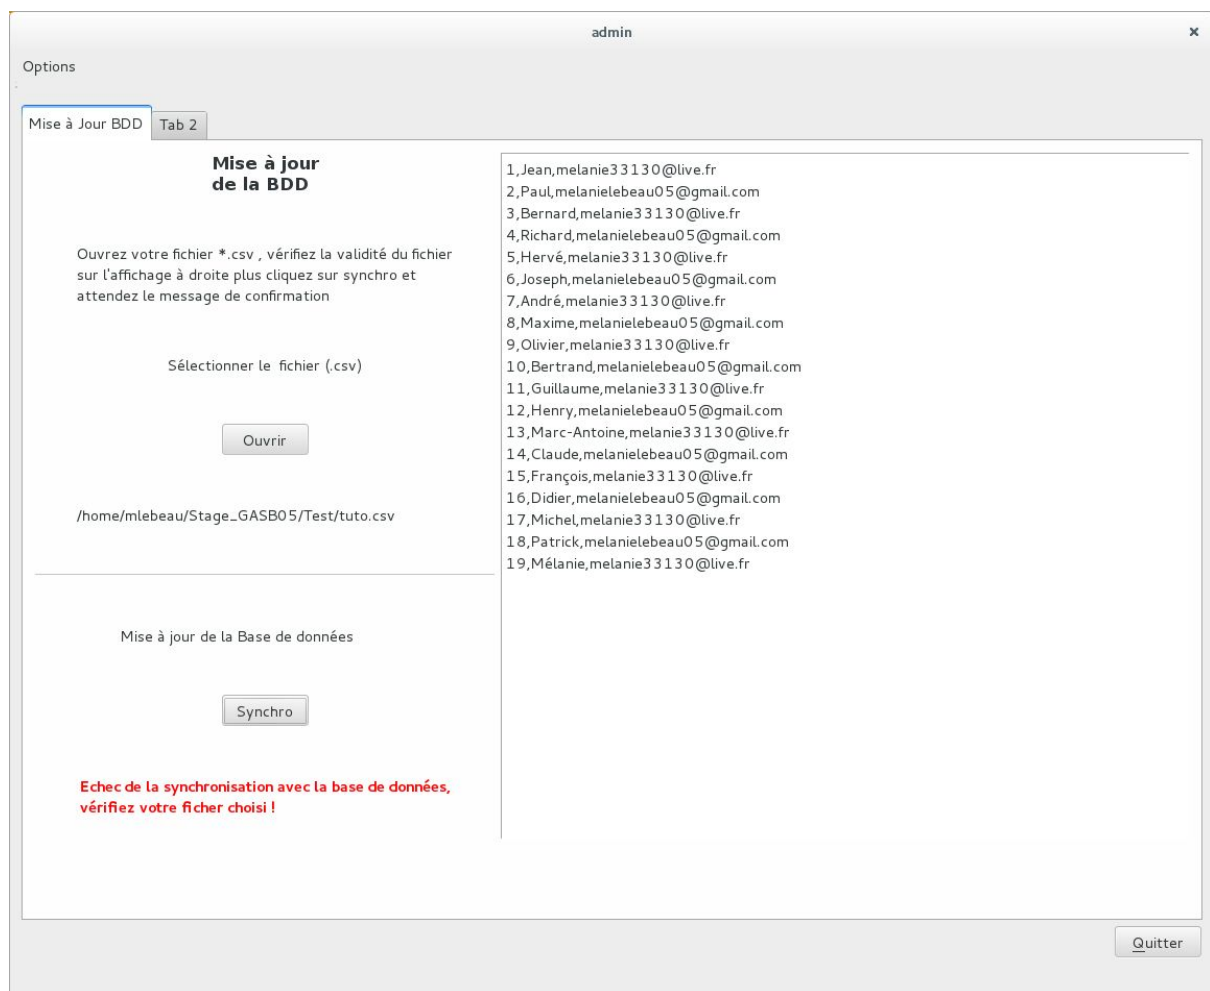 admin
Options
Mise à Jour BDD
Tab 2
Mise à jour
de la BDD
Ouvrez votre fichier *.csv , vérifiez la validité du fichier
sur l'affichage à droite plus cliquez sur synchro et
attendez le message de confirmation
Sélectionner le fichier (.csv)
Ouvrir
/home/mlebeau/Stage_GASB05/Test/tuto.csv
Mise à jour de la Base de données
Synchro
Echec de la synchronisation avec la base de données,
vérifiez votre ficher choisi !
1,Jean,melanie33130@live.fr
2,Paul,melanielebeau05@gmail.com
3,Bernard,melanie33130@live.fr
4,Richard,melanielebeau05@gmail.com
5,Hervé,melanie33130@live.fr
6,Joseph,melanielebeau05@gmail.com
7,André,melanie33130@live.fr
8,Maxime,melanielebeau05@gmail.com
9,Olivier,melanie33130@live.fr
10,Bertrand,melanielebeau05@gmail.com
11,Guillaume,melanie33130@live.fr
12,Henry,melanielebeau05@gmail.com
13,Marc-Antoine,melanie33130@live.fr
14,Claude,melanielebeau05@gmail.com
15,François,melanie33130@live.fr
16,Didier,melanielebeau05@gmail.com
17,Michel,melanie33130@live.fr
18,Patrick,melanielebeau05@gmail.com
19,Mélanie,melanie33130@live.fr
Quitter